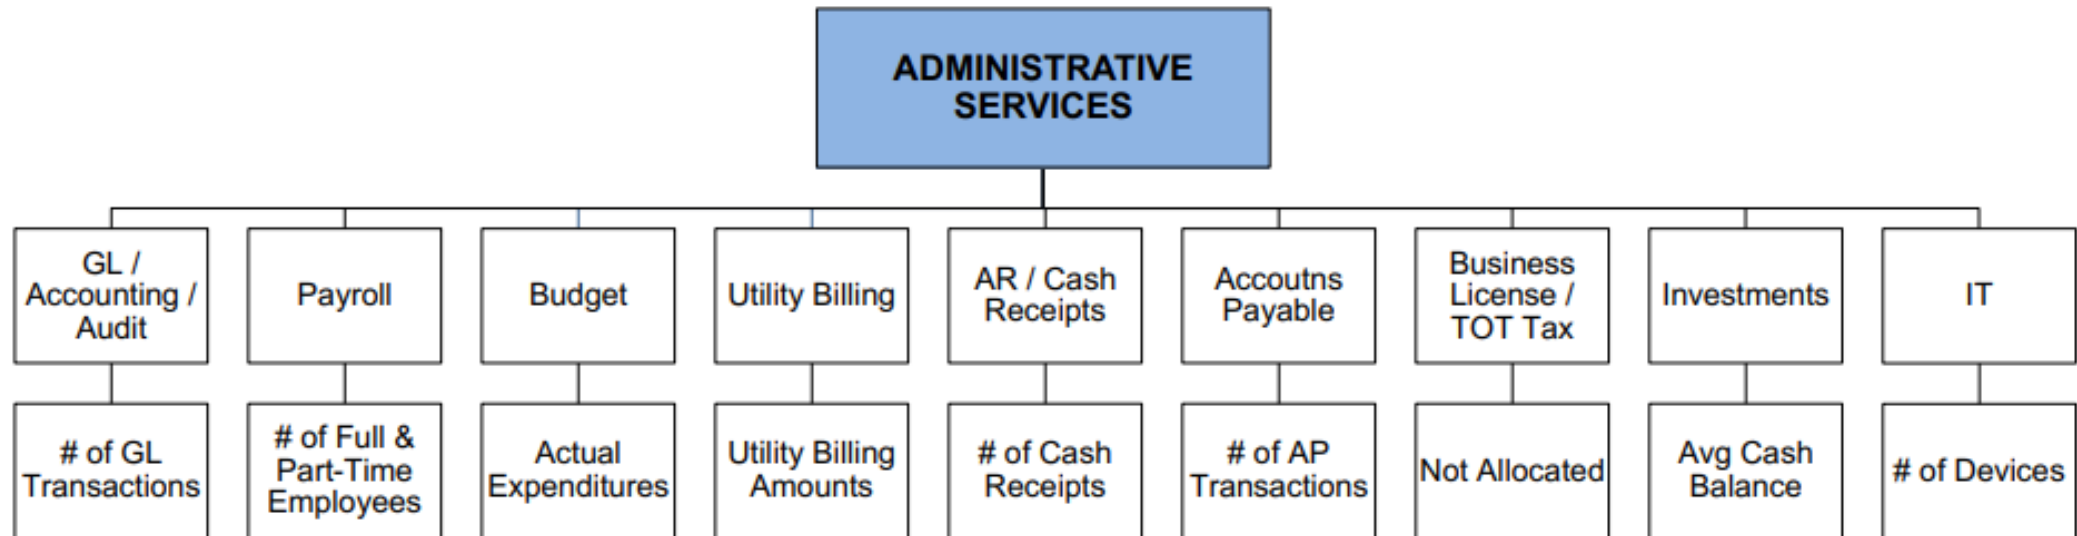 ADMINISTRATIVE
SERVICES
GL /
Accounting /
Audit
Payroll
Budget
Utility Billing
AR / Cash
Receipts
Accoutns
Payable
Business
License /
TOT Tax
Investments
IT
# of GL
Transactions
# of Full &
Part-Time
Employees
Actual
Expenditures
Utility Billing
Amounts
# of Cash
Receipts
# of AP
Transactions
Not Allocated
Avg Cash
Balance
# of Devices